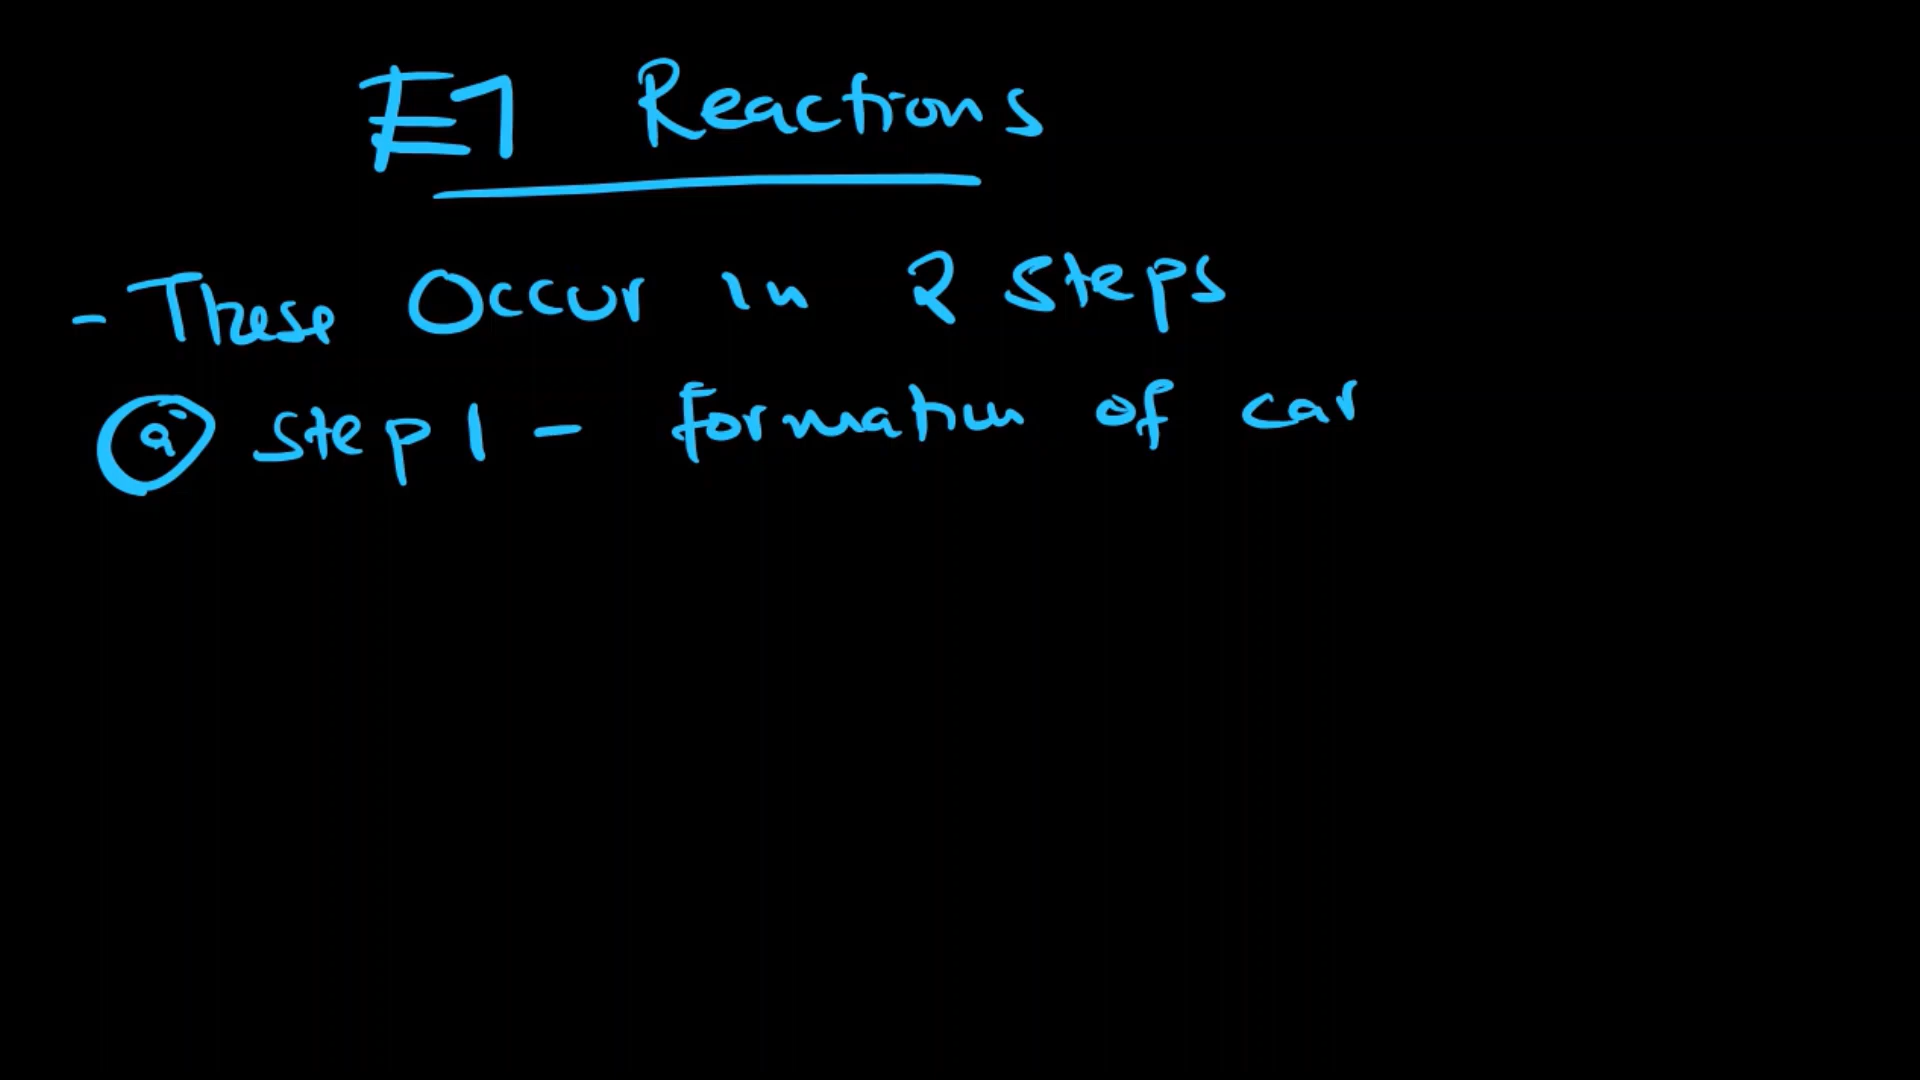 E1 Reactions
- These Occur in 2 Steps
a Step 1 - Formation of car